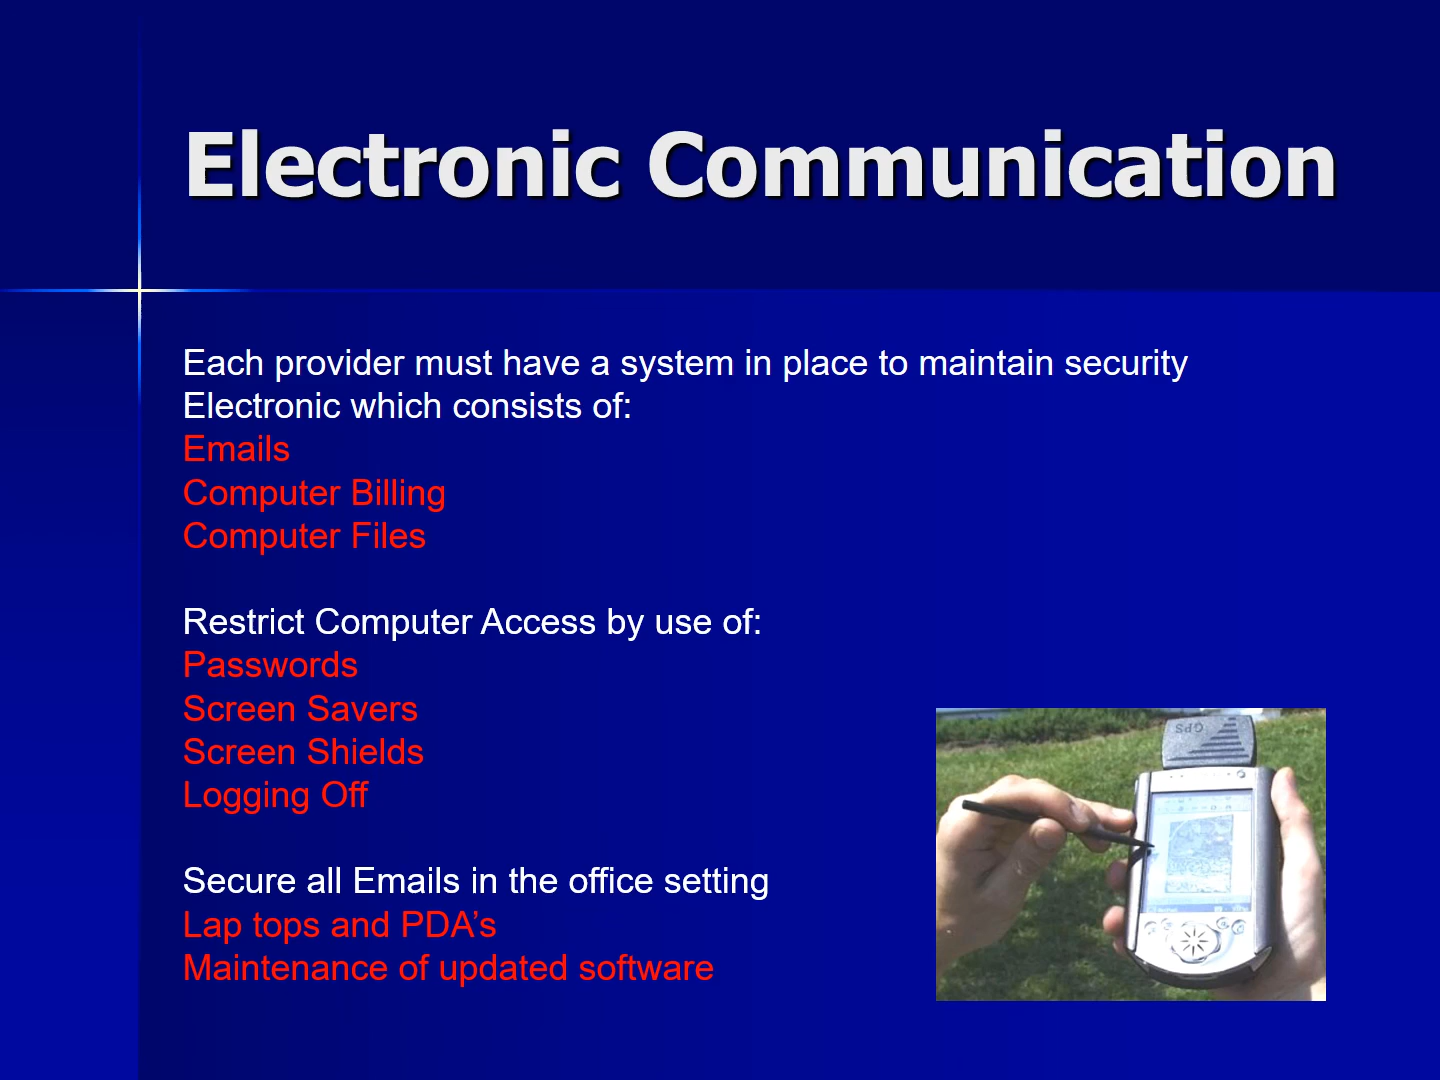 Electronic Communication
Each provider must have a system in place to maintain security
Electronic which consists of:
Emails
Computer Billing
Computer Files
Restrict Computer Access by use of:
Passwords
Screen Savers
Screen Shields
Logging Off
Secure all Emails in the office setting
Lap tops and PDA’s
Maintenance of updated software
GPS